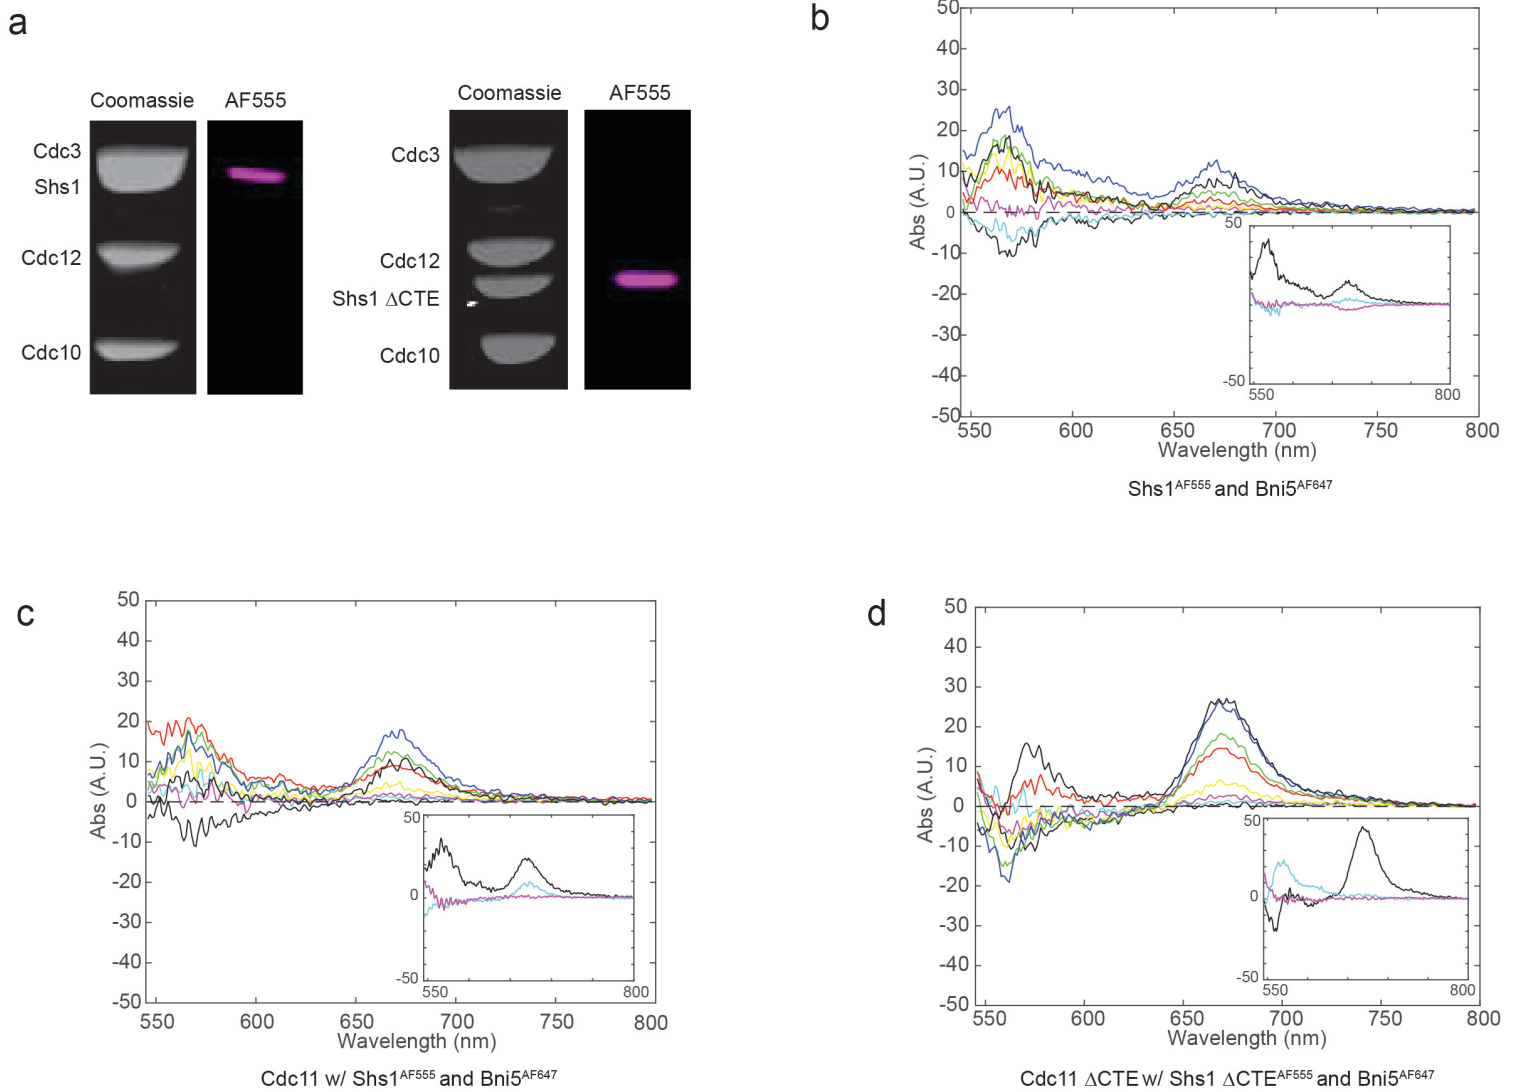 a
Coomassie AF555
Cdc3
Shs1
Cdc12
Cdc10
Coomassie AF555
Cdc3
Cdc12
Shs1 ΔCTE
Cdc10
b
50
40
30
20
10
0
-10
-20
-30
-40
-50
Abs (A.U.)
50
0
-50
550 800
550 600 650 700 750 800
Wavelength (nm)
Shs1AF555 and Bni5AF647
c
50
40
30
20
10
0
-10
-20
-30
-40
-50
Abs (A.U.)
50
0
-50
550 800
550 600 650 700 750 800
Wavelength (nm)
Cdc11 w/ Shs1AF555 and Bni5AF647
d
50
40
30
20
10
0
-10
-20
-30
-40
-50
Abs (A.U.)
50
0
-50
550 800
550 600 650 700 750 800
Wavelength (nm)
Cdc11 ΔCTE w/ Shs1 ΔCTEAF555 and Bni5AF647